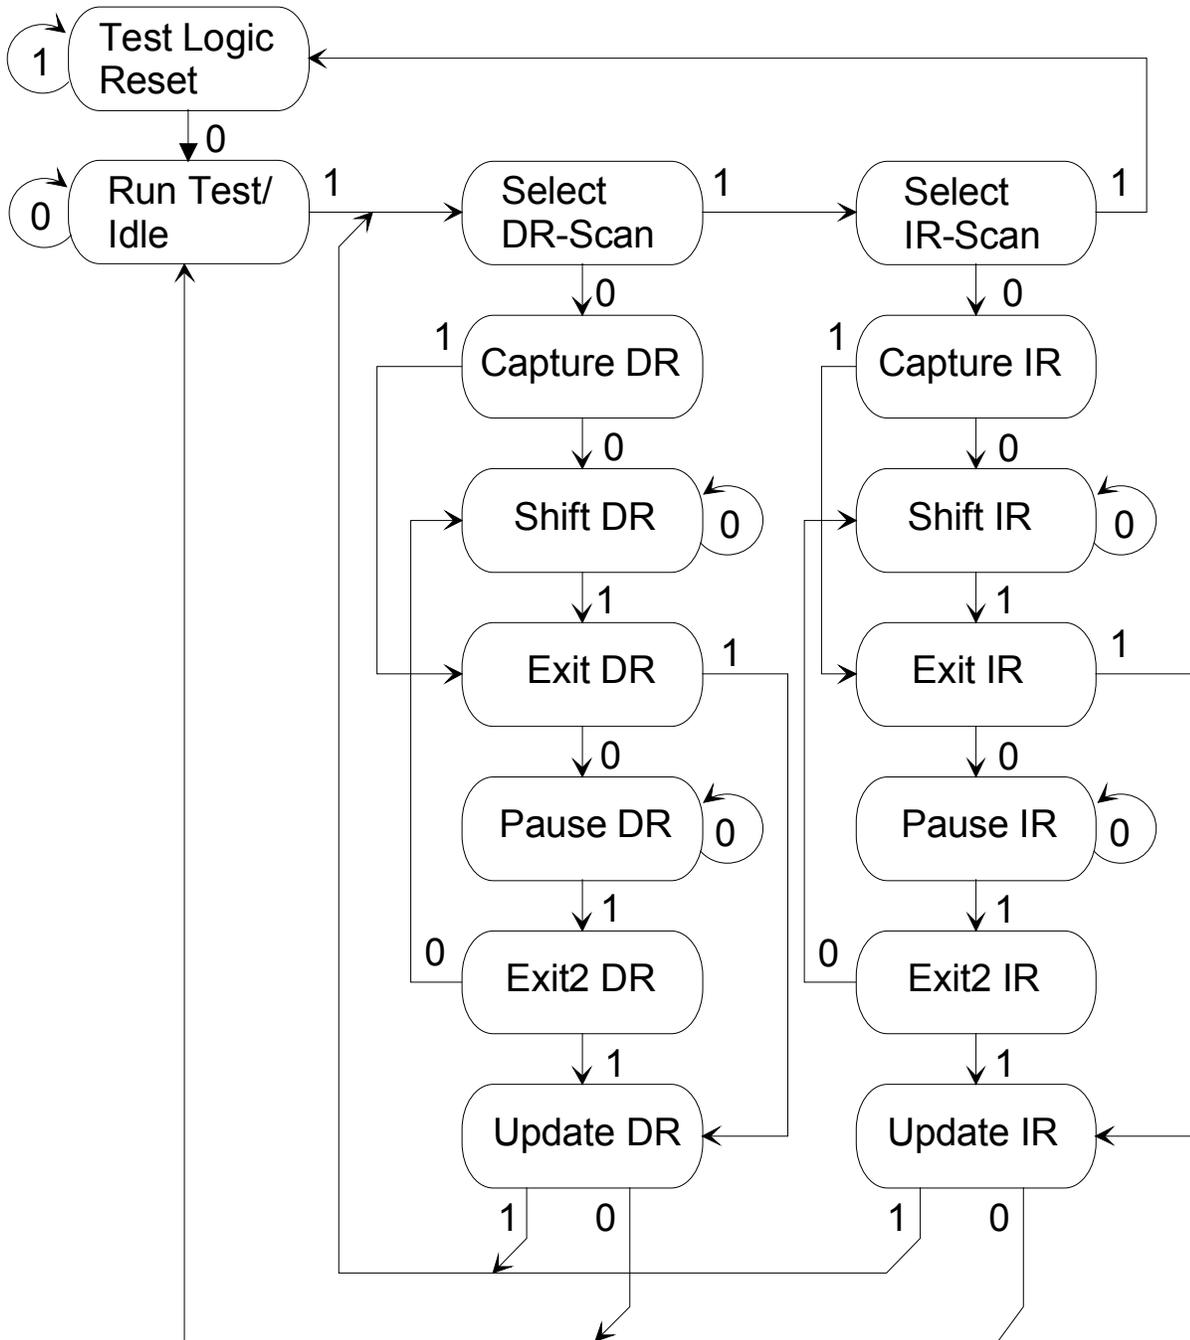 Test Logic
Reset
1
0
Run Test/
Idle
0
1
Select
DR-Scan
1
Select
IR-Scan
1
0
0
1
Capture DR
1
Capture IR
0
0
Shift DR
0
Shift IR
0
1
1
Exit DR
1
Exit IR
1
0
0
Pause DR
0
Pause IR
0
1
1
0
Exit2 DR
0
Exit2 IR
1
1
Update DR
Update IR
1
0
1
0